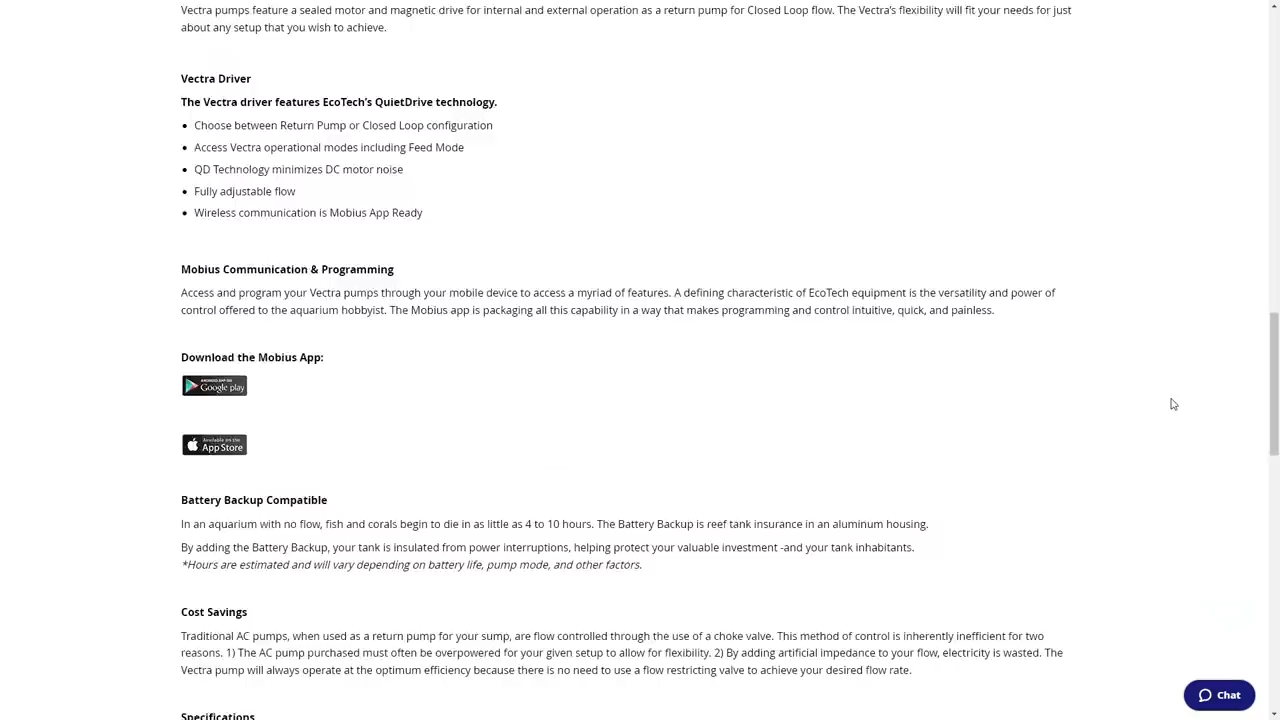 Vectra pumps feature a sealed motor and magnetic drive for internal and external operation as a return pump for Closed Loop flow. The Vectra's flexibility will fit your needs for just
about any setup that you wish to achieve.
Vectra Driver
The Vectra driver features EcoTech's QuietDrive technology.
• Choose between Return Pump or Closed Loop configuration
• Access Vectra operational modes including Feed Mode
• QD Technology minimizes DC motor noise
• Fully adjustable flow
• Wireless communication is Mobius App Ready
Mobius Communication & Programming
Access and program your Vectra pumps through your mobile device to access a myriad of features. A defining characteristic of EcoTech equipment is the versatility and power of
control offered to the aquarium hobbyist. The Mobius app is packaging all this capability in a way that makes programming and control intuitive, quick, and painless.
Download the Mobius App:
ANDROID APP ON
Google play
Available on the
App Store
Battery Backup Compatible
In an aquarium with no flow, fish and corals begin to die in as little as 4 to 10 hours. The Battery Backup is reef tank insurance in an aluminum housing.
By adding the Battery Backup, your tank is insulated from power interruptions, helping protect your valuable investment -and your tank inhabitants.
*Hours are estimated and will vary depending on battery life, pump mode, and other factors.
Cost Savings
Traditional AC pumps, when used as a return pump for your sump, are flow controlled through the use of a choke valve. This method of control is inherently inefficient for two
reasons. 1) The AC pump purchased must often be overpowered for your given setup to allow for flexibility. 2) By adding artificial impedance to your flow, electricity is wasted. The
Vectra pump will always operate at the optimum efficiency because there is no need to use a flow restricting valve to achieve your desired flow rate.
Chat
Specifications